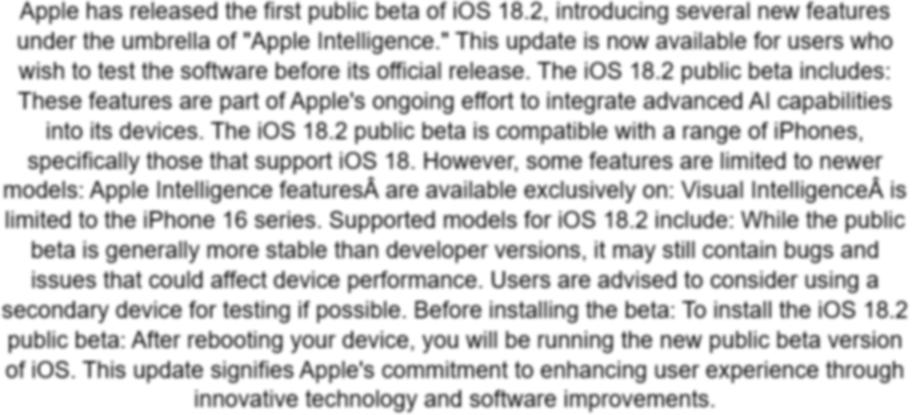 Apple has released the first public beta of iOS 18.2, introducing several new features
under the umbrella of "Apple Intelligence." This update is now available for users who
wish to test the software before its official release. The iOS 18.2 public beta includes:
These features are part of Apple's ongoing effort to integrate advanced AI capabilities
into its devices. The iOS 18.2 public beta is compatible with a range of iPhones,
specifically those that support iOS 18. However, some features are limited to newer
models: Apple Intelligence featuresÂ are available exclusively on: Visual IntelligenceÂ is
limited to the iPhone 16 series. Supported models for iOS 18.2 include: While the public
beta is generally more stable than developer versions, it may still contain bugs and
issues that could affect device performance. Users are advised to consider using a
secondary device for testing if possible. Before installing the beta: To install the iOS 18.2
public beta: After rebooting your device, you will be running the new public beta version
of iOS. This update signifies Apple's commitment to enhancing user experience through
innovative technology and software improvements.